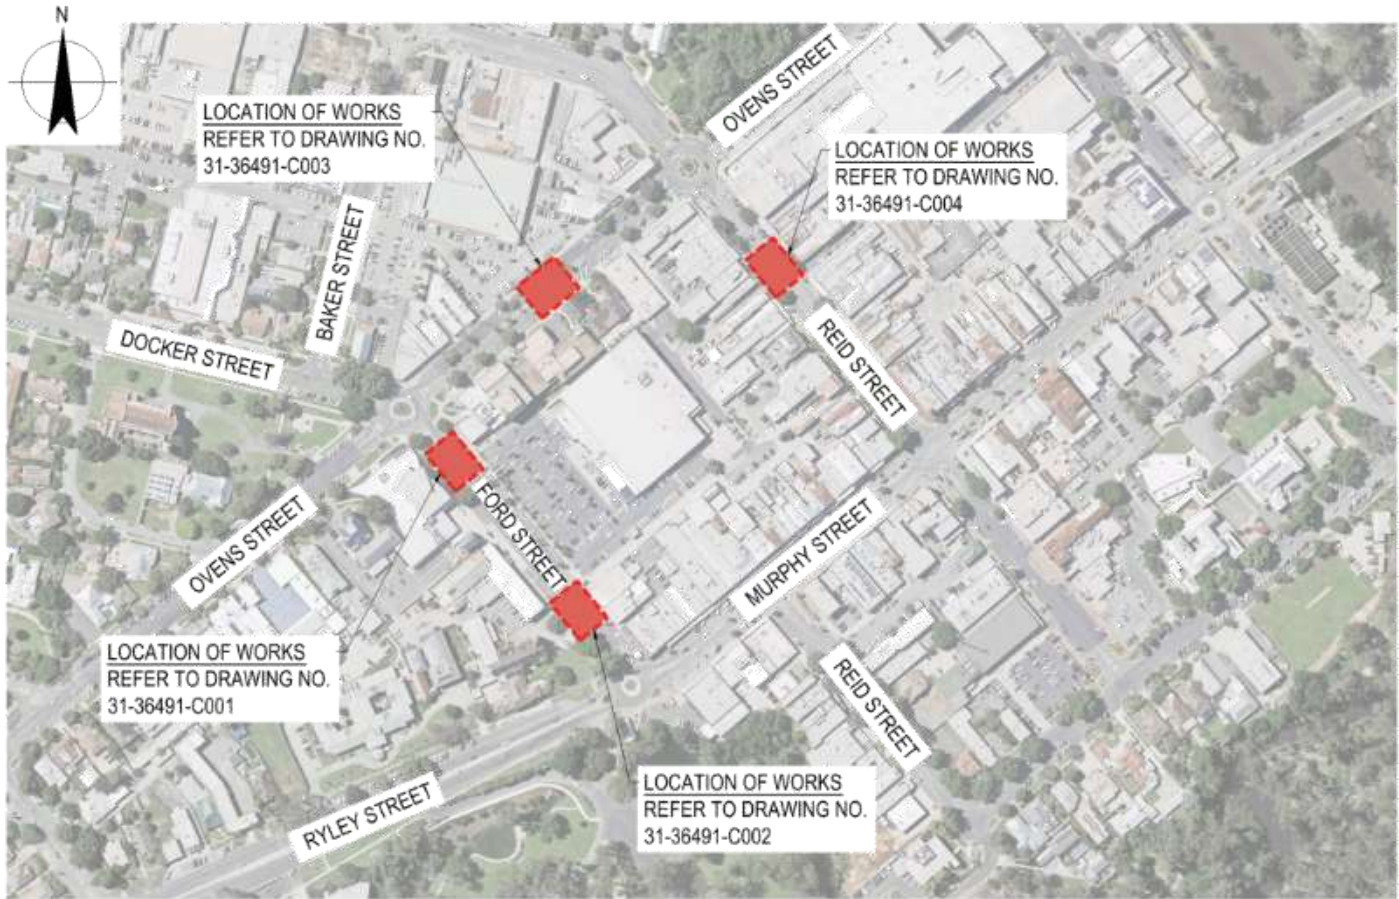 N
OVENS STREET
LOCATION OF WORKS
REFER TO DRAWING NO.
31-36491-C003
LOCATION OF WORKS
REFER TO DRAWING NO.
31-36491-C004
BAKER STREET
DOCKER STREET
REID STREET
FORD STREET
OVENS STREET
MURPHY STREET
LOCATION OF WORKS
REFER TO DRAWING NO.
31-36491-C001
REID STREET
RYLEY STREET
LOCATION OF WORKS
REFER TO DRAWING NO.
31-36491-C002